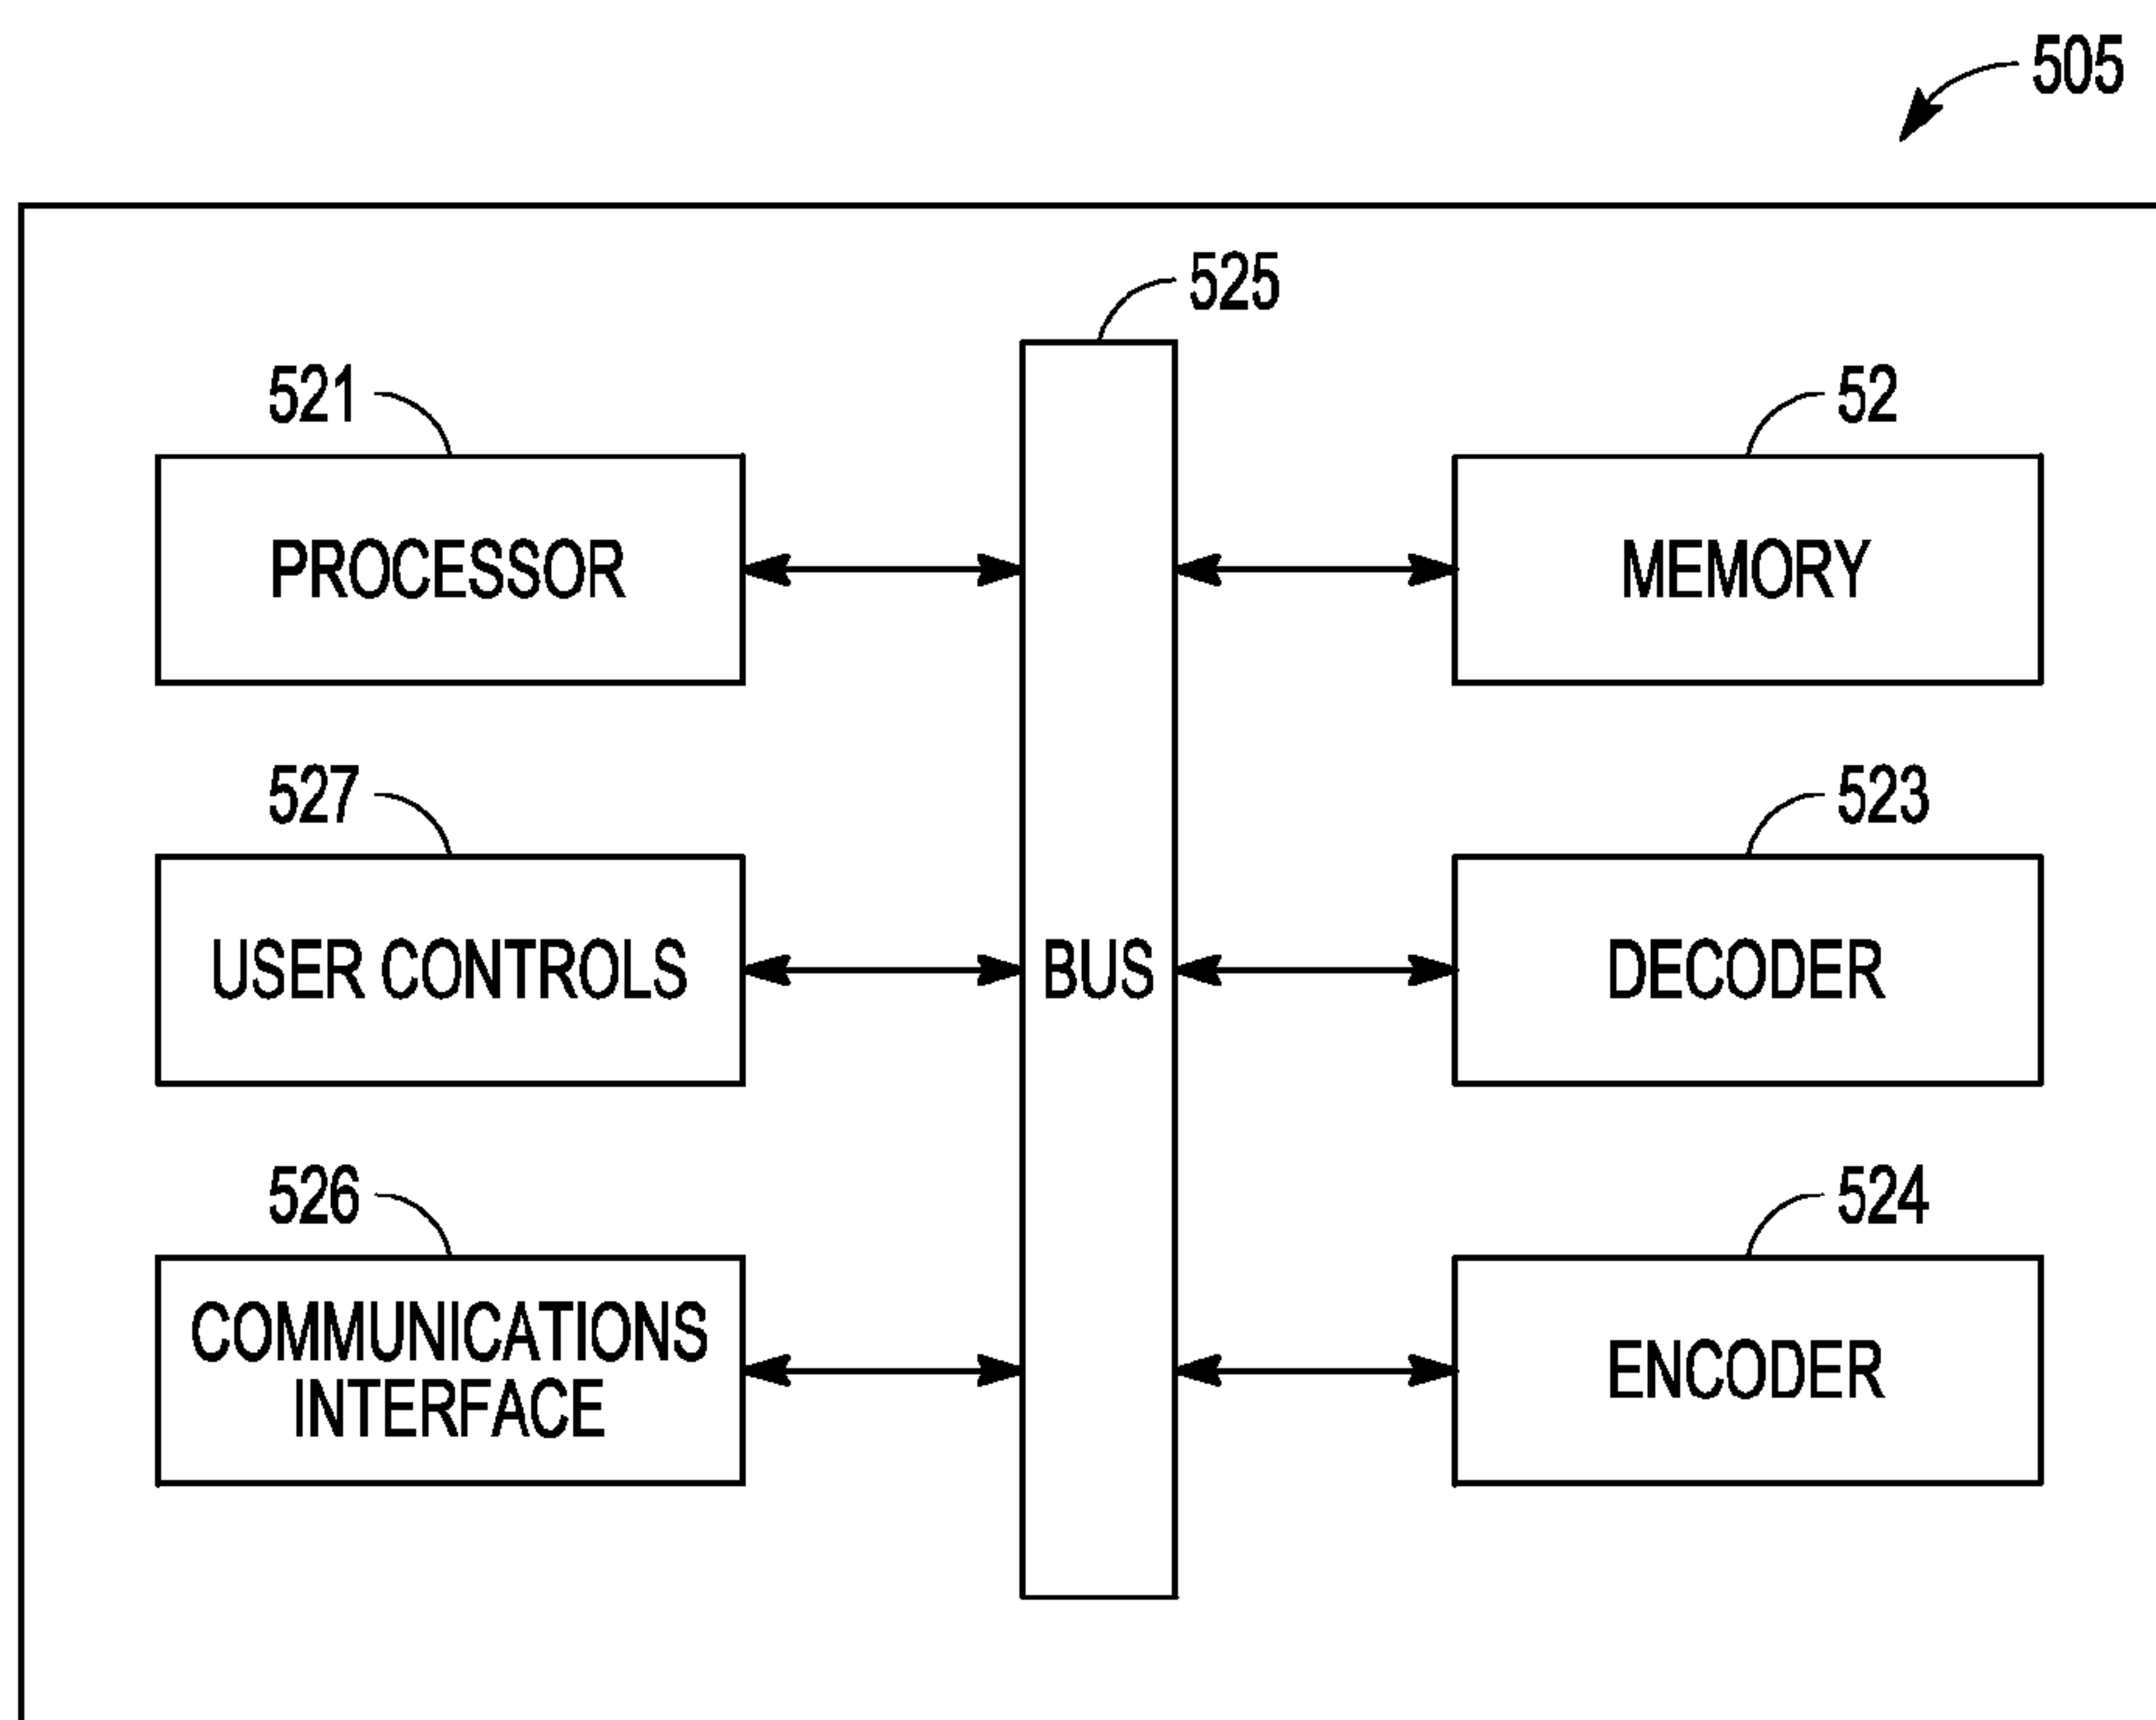 505
525
521
52
PROCESSOR
MEMORY
527
523
USER CONTROLS
BUS
DECODER
526
524
COMMUNICATIONS
INTERFACE
ENCODER